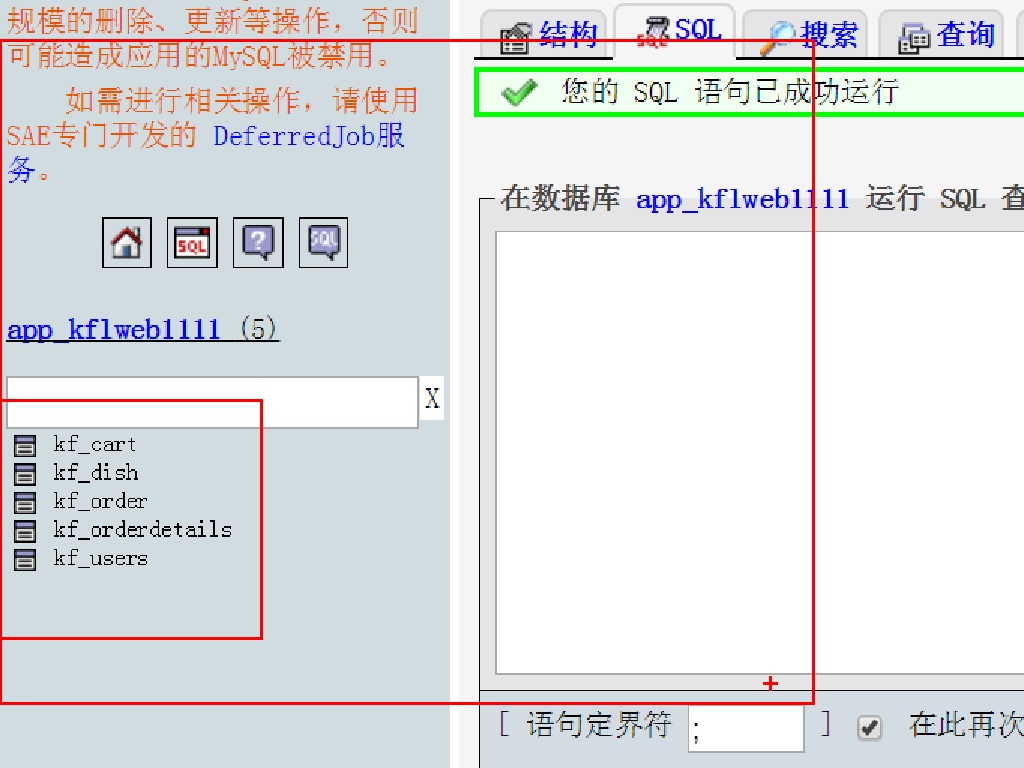 规模的删除、更新等操作，否则
可能造成应用的MySQL被禁用。
如需进行相关操作，请使用
SAE专门开发的 DeferredJob服
务。
SQL
?
SQL
app_kflweb1111 (5)
X
kf_cart
kf_dish
kf_order
kf_orderdetails
kf_users
结构
SQL
搜索
查询
您的 SQL 语句已成功运行
在数据库 app_kflweb1111 运行 SQL 查
[ 语句定界符 ; ] 在此再次